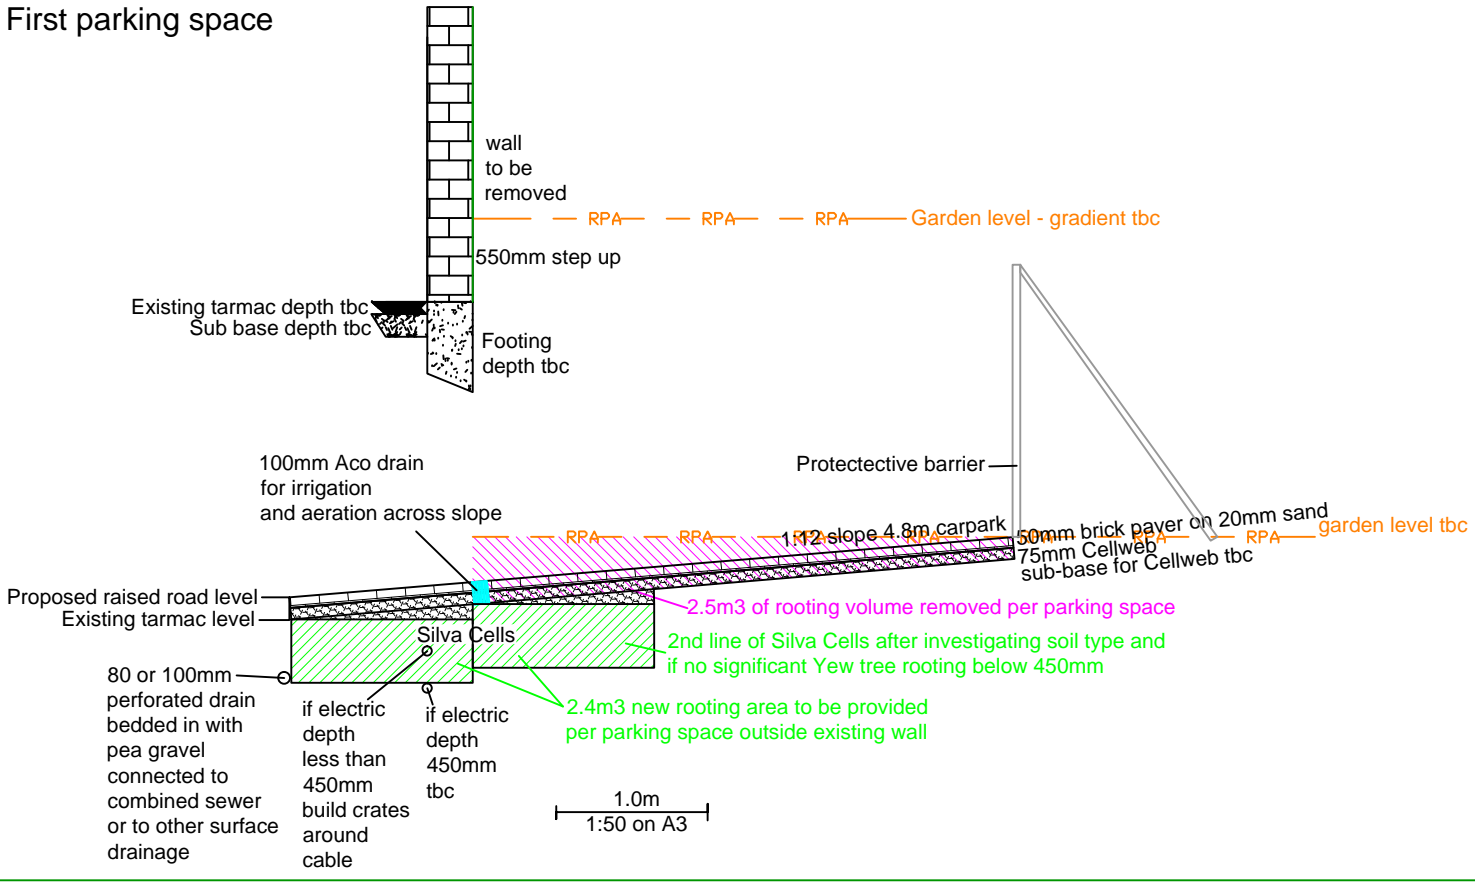 First parking space
wall
to be
removed
RPA RPA RPA Garden level - gradient tbc
550mm step up
Existing tarmac depth tbc
Sub base depth tbc
Footing
depth tbc
100mm Aco drain
for irrigation
and aeration across slope
Protectective barrier
RPA RPA RPA RPA RPA RPA RPA garden level tbc
1:12 slope 4.8m carpark
50mm brick paver on 20mm sand
75mm Cellweb
sub-base for Cellweb tbc
Proposed raised road level
Existing tarmac level
2.5m3 of rooting volume removed per parking space
Silva Cells
2nd line of Silva Cells after investigating soil type and
if no significant Yew tree rooting below 450mm
2.4m3 new rooting area to be provided
per parking space outside existing wall
80 or 100mm
perforated drain
bedded in with
pea gravel
connected to
combined sewer
or to other surface
drainage
if electric
depth
less than
450mm
build crates
around
cable
if electric
depth
450mm
tbc
1.0m
1:50 on A3